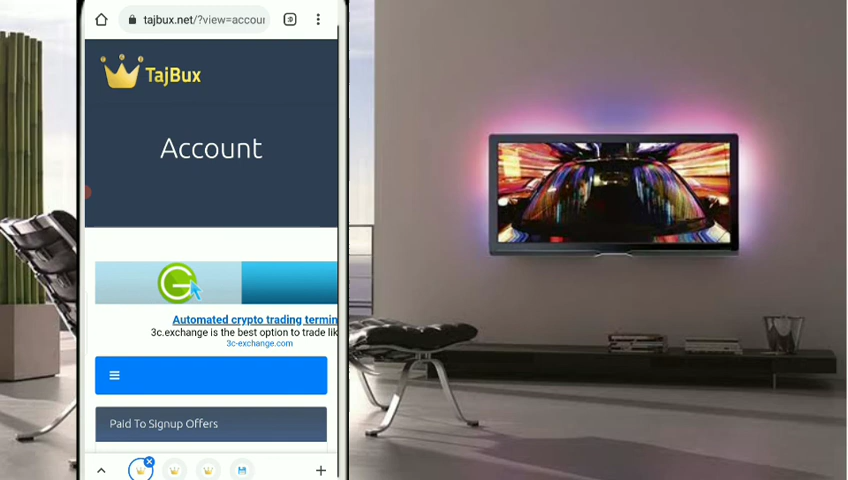 tajbux.net/?view=accour
TajBux
Account
Automated crypto trading termin
3c.exchange is the best option to trade lik
3c-exchange.com
Paid To Signup Offers